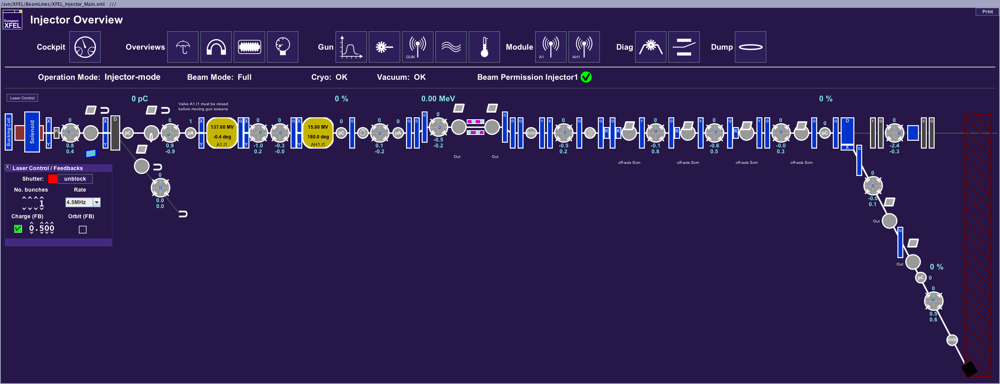 /svn/XFEL/BeamLines/XFEL_Injector_Main.xml ///
Print
European
XFEL
Injector Overview
Cockpit
Overviews
Gun
GUN
Module
A1
AH1
Diag
Dump
Operation Mode: Injector-mode
Beam Mode: Full
Cryo: OK
Vacuum: OK
Beam Permission Injector1
Laser Control
0 pC
Valve A1.I1 must be closed
before moving gun screens
0 %
0.00 MeV
0 %
Bucking Coil
Solenoid
X
Y
K
0
0.8
0.4
X
Y
D
pC
0
0.9
-0.9
1
µA
X
Y
137.60 MV
-0.4 deg
A1.I1
Q
X
Y
0
-1.0
0.2
0
-0.3
-0.0
Q
X
Y
15.00 MV
180.0 deg
AH1.I1
0
pC
Q
0
0.1
-0.2
0
µA
Q
D
D
0
-0.5
-0.2
Out
Out
D
D
Q
EOD
Y
X
0
-0.5
0.2
Q
Q
K
Q
K
off-axis Scrn
Y
0
-0.1
0.8
Q
K
off-axis Scrn
X
0
-0.6
0.5
Q
K
off-axis Scrn
Y
Q
0
-0.0
0.3
off-axis Scrn
Q
0
pC
Q
D
X
Q
Y
Q
0
-2.4
-0.3
X
Q
0
0.0
0.0
0
-0.0
0.1
Out
Q
Out
0 %
pC
0
0
0.5
0.6
BHM
X
Laser Control / Feedbacks
Shutter:
unblock
No. bunches
Rate
1
4.5MHz
Charge (FB)
Orbit (FB)
0.500